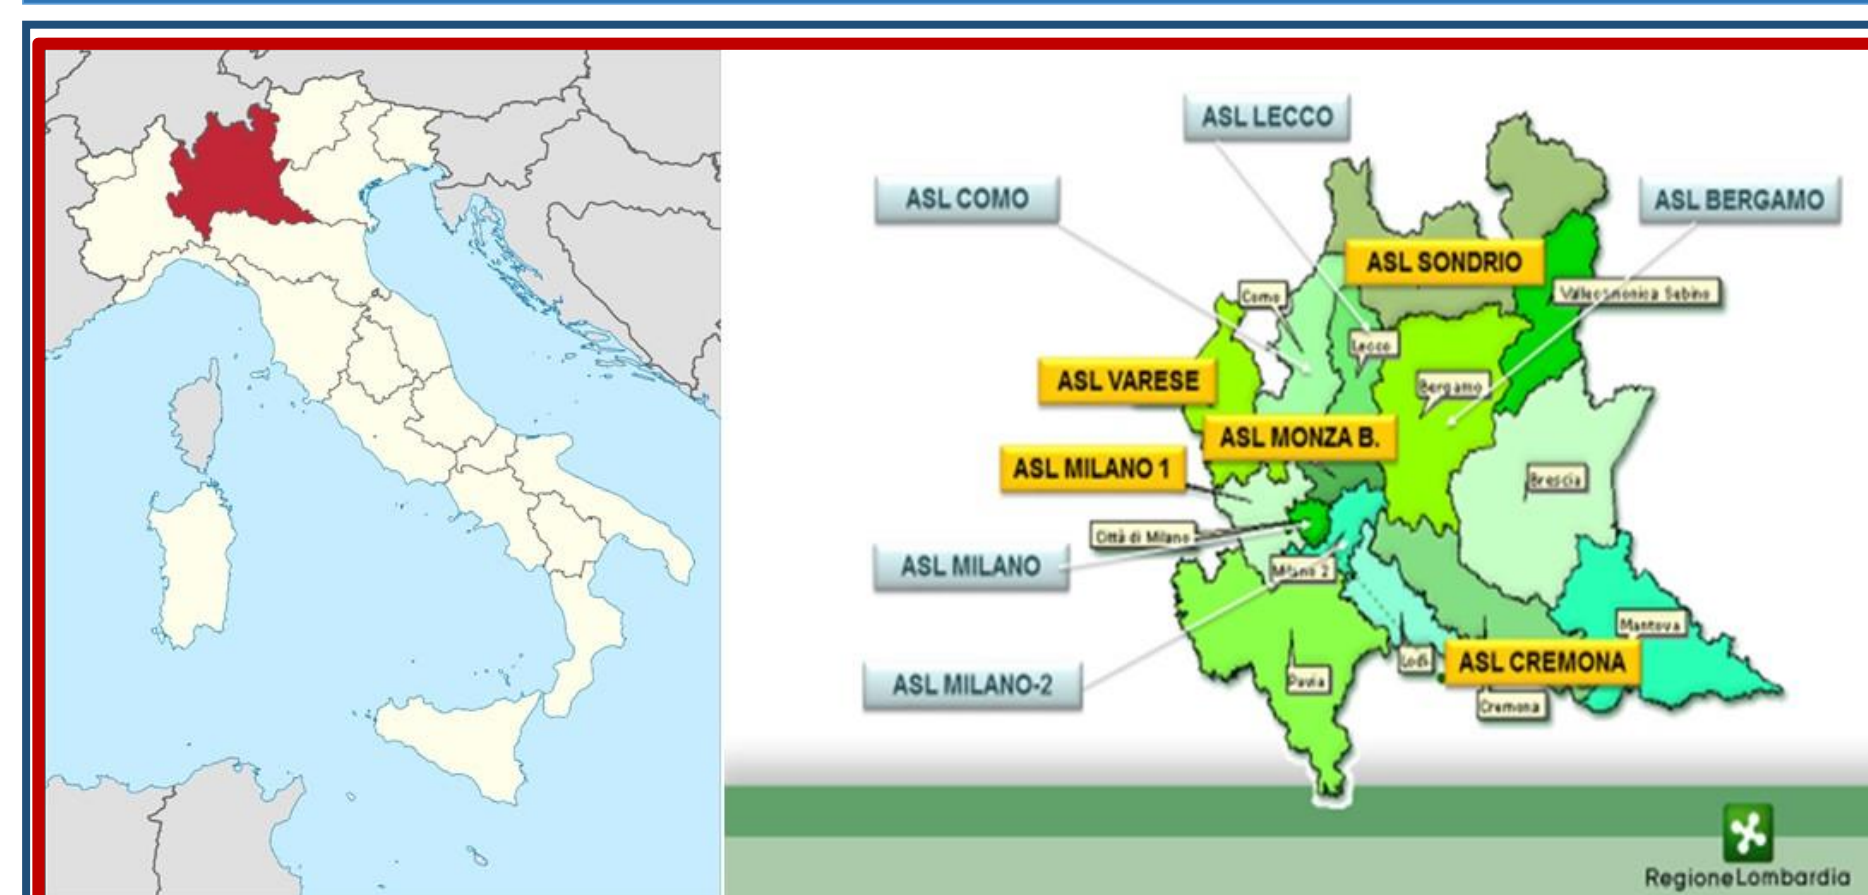 ASL LECCO
ASL COMO
ASL BERGAMO
ASL SONDRIO
Vallecamonica Sebino
Como
Lecco
ASL VARESE
Bergamo
ASL MONZA B.
ASL MILANO 1
Brescia
Città di Milano
ASL MILANO
Milano 2
Mantova
ASL CREMONA
Lodi
ASL MILANO-2
Pavia
Cremona
RegioneLombardia